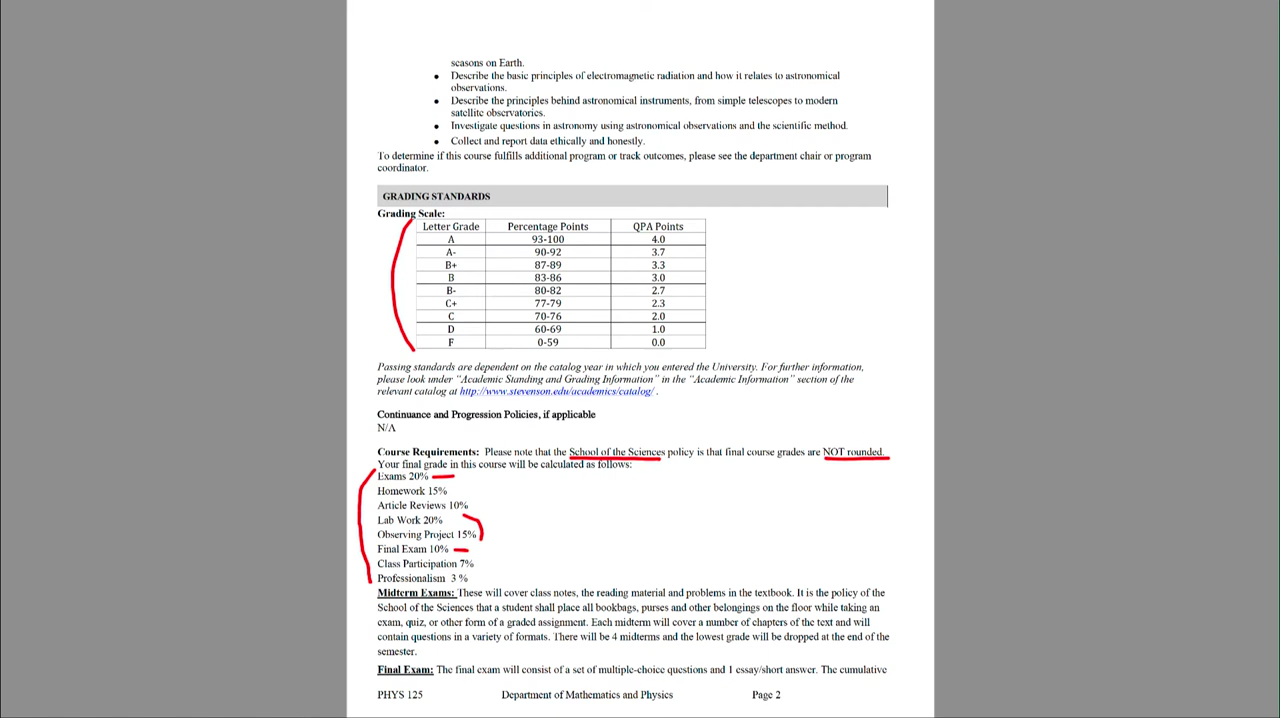 seasons on Earth.
• Describe the basic principles of electromagnetic radiation and how it relates to astronomical
observations.
• Describe the principles behind astronomical instruments, from simple telescopes to modern
satellite observatories.
• Investigate questions in astronomy using astronomical observations and the scientific method.
• Collect and report data ethically and honestly.
To determine if this course fulfills additional program or track outcomes, please see the department chair or program
coordinator.
GRADING STANDARDS
Grading Scale:
Letter Grade Percentage Points QPA Points
A 93-100 4.0
A- 90-92 3.7
B+ 87-89 3.3
B 83-86 3.0
B- 80-82 2.7
C+ 77-79 2.3
C 70-76 2.0
D 60-69 1.0
F 0-59 0.0
Passing standards are dependent on the catalog year in which you entered the University. For further information,
please look under “Academic Standing and Grading Information” in the “Academic Information” section of the
relevant catalog at http://www.stevenson.edu/academics/catalog/ .
Continuance and Progression Policies, if applicable
N/A
Course Requirements: Please note that the School of the Sciences policy is that final course grades are NOT rounded.
Your final grade in this course will be calculated as follows:
Exams 20%
Homework 15%
Article Reviews 10%
Lab Work 20%
Observing Project 15%
Final Exam 10%
Class Participation 7%
Professionalism 3 %
Midterm Exams: These will cover class notes, the reading material and problems in the textbook. It is the policy of the
School of the Sciences that a student shall place all bookbags, purses and other belongings on the floor while taking an
exam, quiz, or other form of a graded assignment. Each midterm will cover a number of chapters of the text and will
contain questions in a variety of formats. There will be 4 midterms and the lowest grade will be dropped at the end of the
semester.
Final Exam: The final exam will consist of a set of multiple-choice questions and 1 essay/short answer. The cumulative
PHYS 125 Department of Mathematics and Physics Page 2